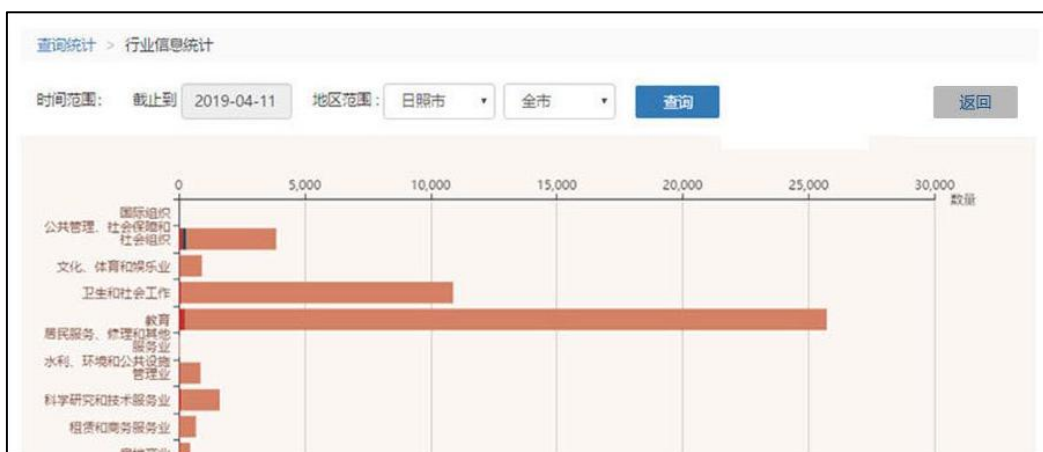 查询统计 > 行业信息统计
时间范围： 截止到 2019-04-11 地区范围： 日照市 全市 查询 返回
0 5,000 10,000 15,000 20,000 25,000 30,000
数量
国际组织
公共管理、社会保障和
社会组织
文化、体育和娱乐业
卫生和社会工作
教育
居民服务、修理和其他
服务业
水利、环境和公共设施
管理业
科学研究和技术服务业
租赁和商务服务业
房地产业